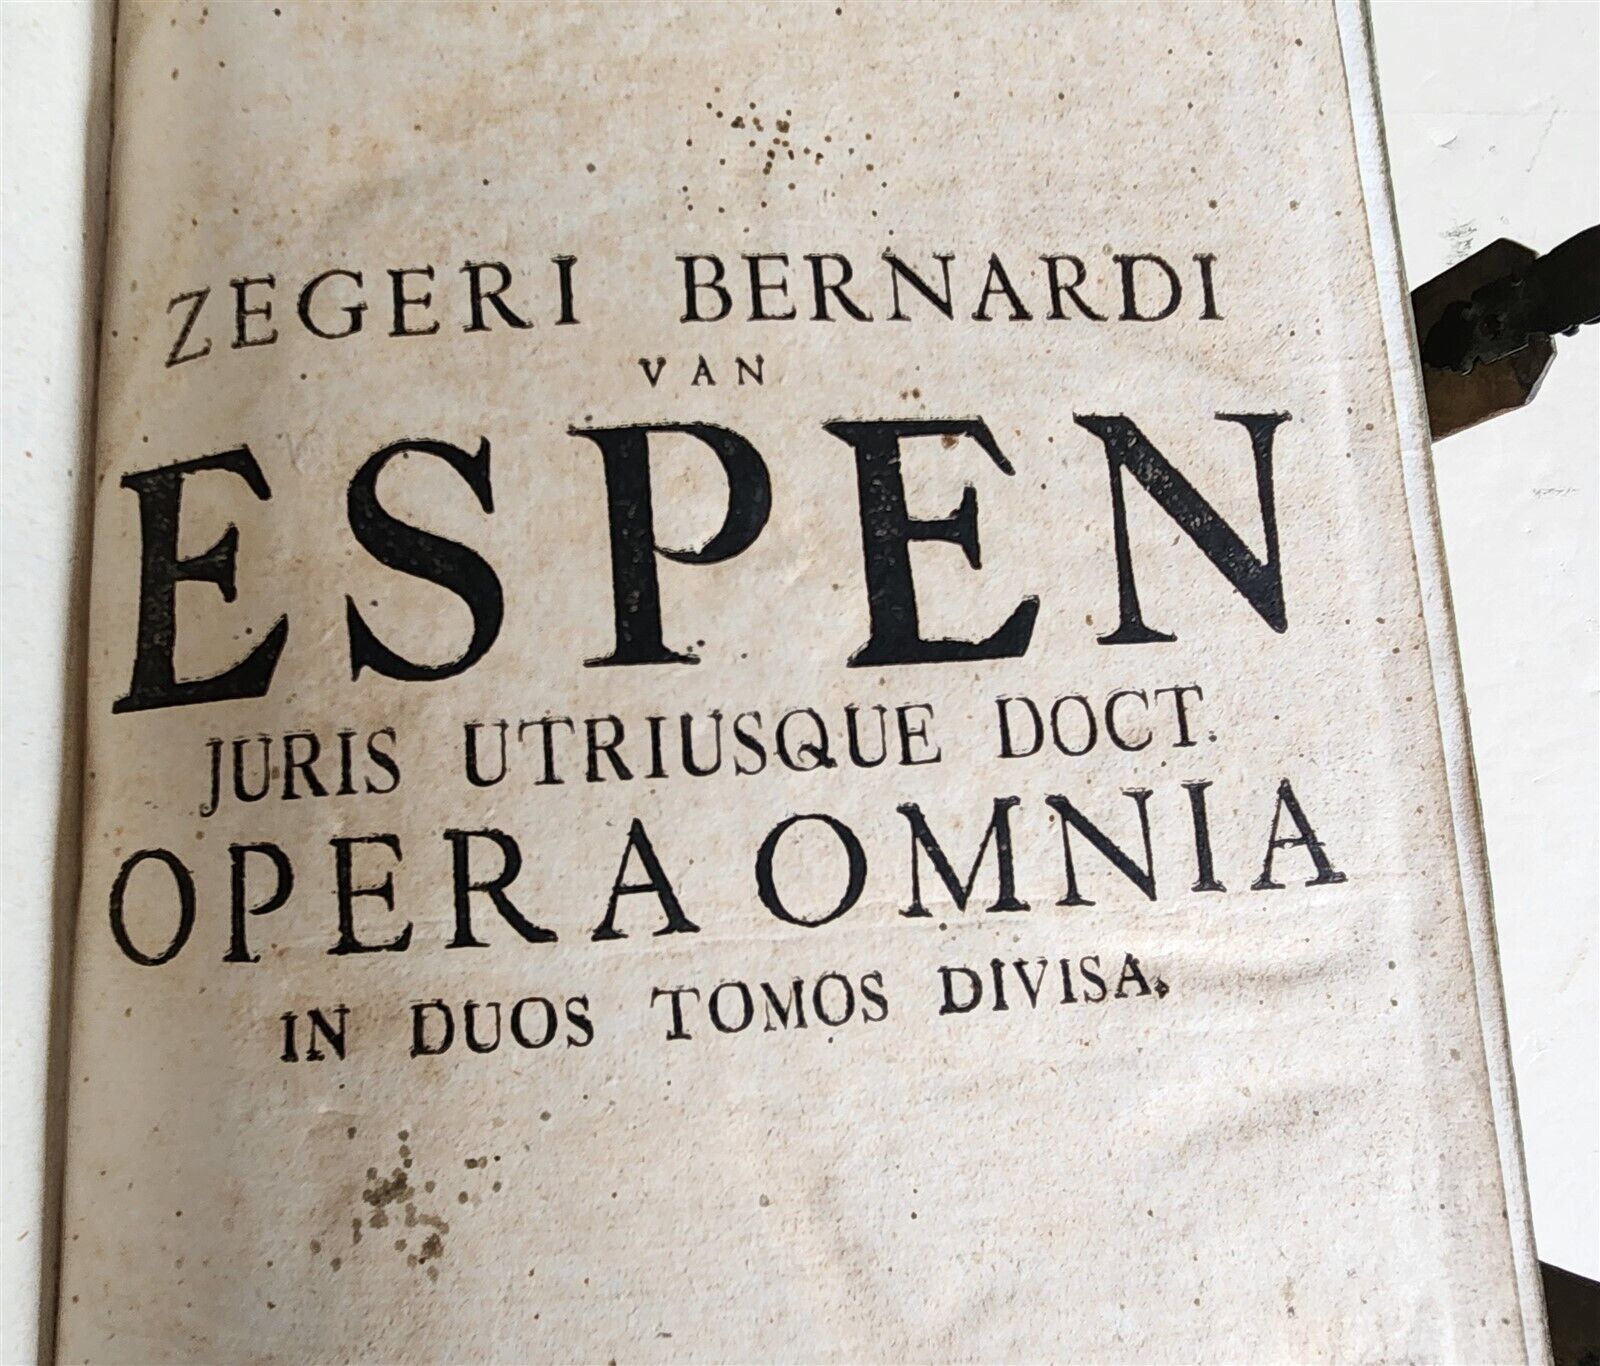 ZEGERI BERNARDI
VAN
ESPEN
JURIS UTRIUSQUE DOCT.
OPERA OMNIA
IN DUOS TOMOS DIVISA.